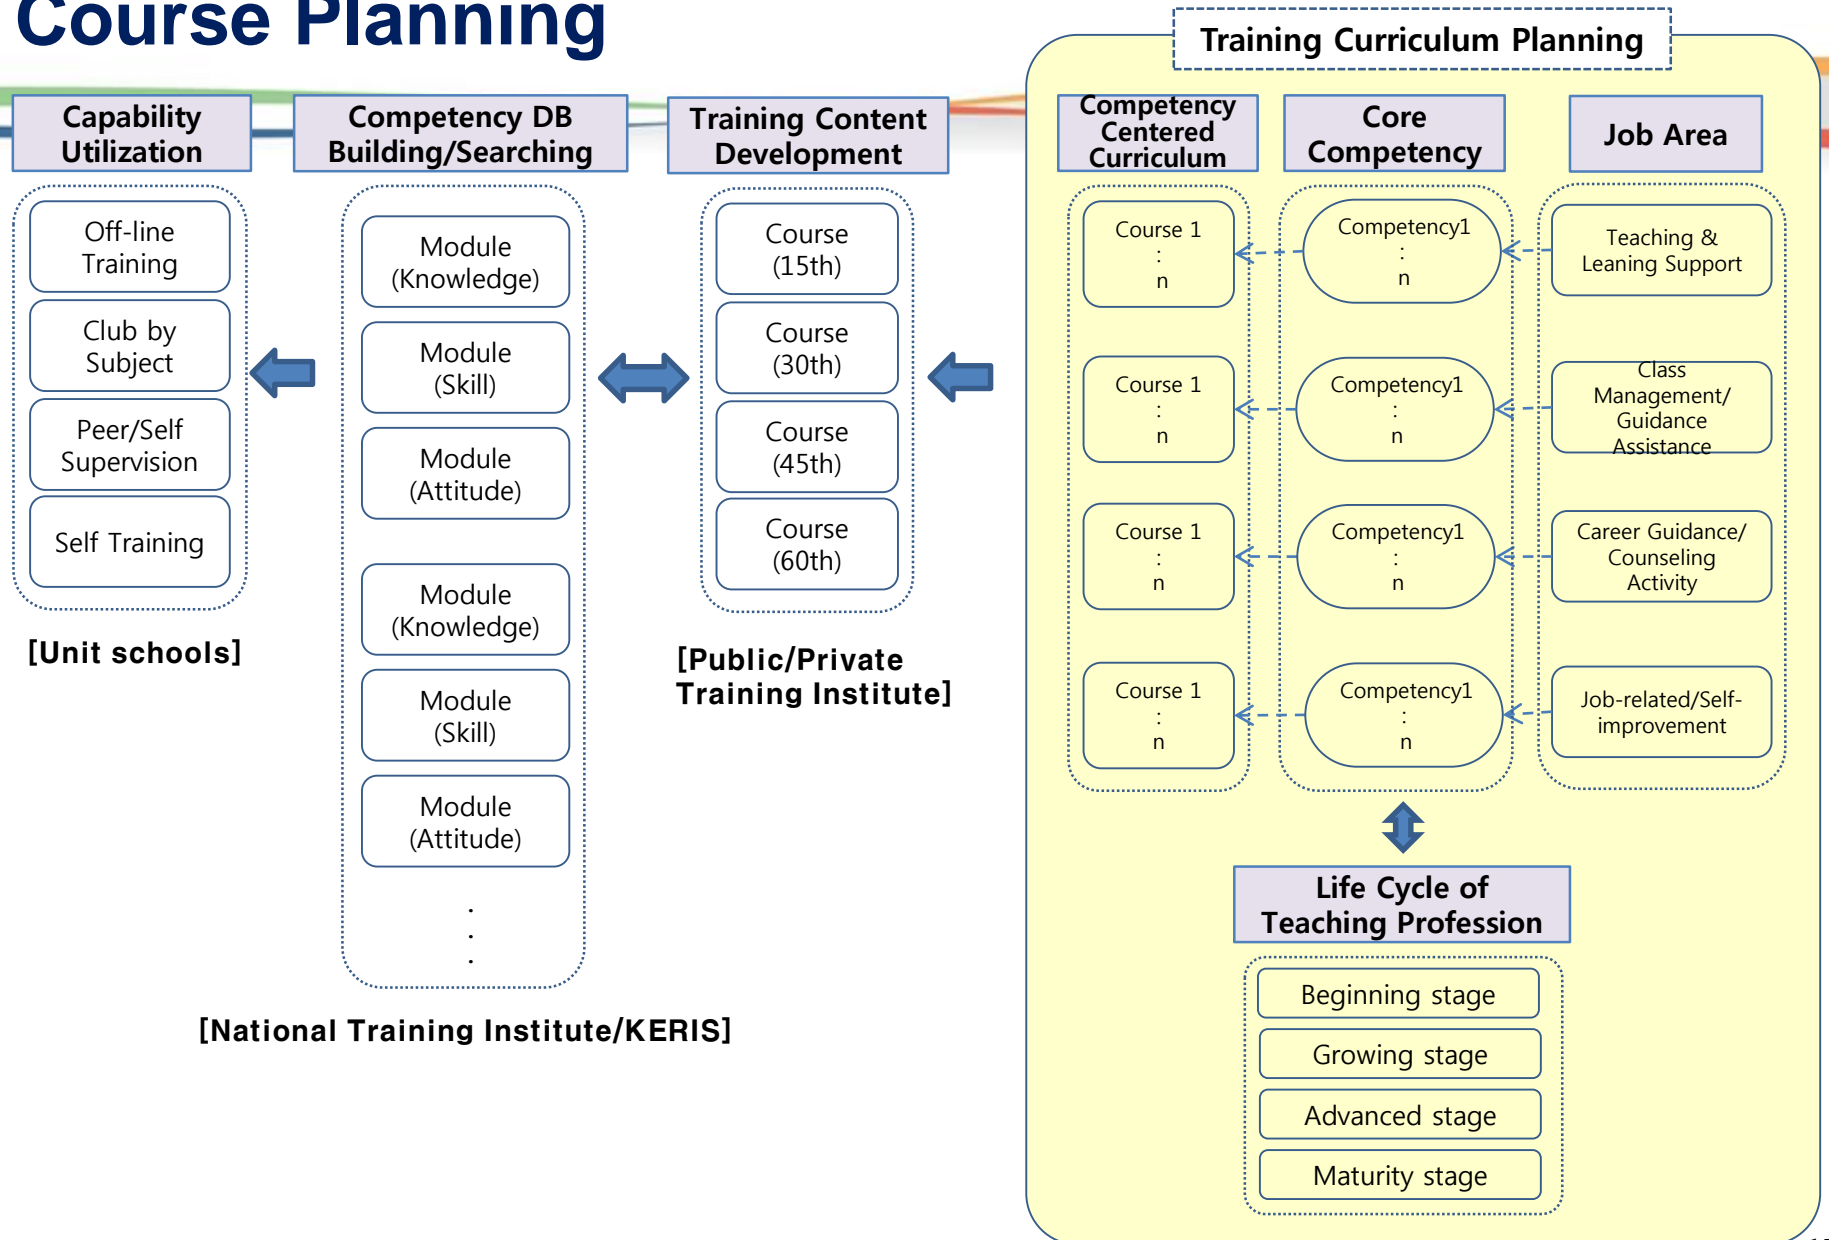 Course Planning
Training Curriculum Planning
Capability
Utilization
Off-line
Training
Club by
Subject
Peer/Self
Supervision
Self Training
[Unit schools]
Competency DB
Building/Searching
Module
(Knowledge)
Module
(Skill)
Module
(Attitude)
Module
(Knowledge)
Module
(Skill)
Module
(Attitude)
.
.
.
[National Training Institute/KERIS]
Training Content
Development
Course
(15th)
Course
(30th)
Course
(45th)
Course
(60th)
[Public/Private
Training Institute]
Competency
Centered
Curriculum
Course 1
:
n
Course 1
:
n
Course 1
:
n
Course 1
:
n
Core
Competency
Competency1
:
n
Competency1
:
n
Competency1
:
n
Competency1
:
n
Job Area
Teaching &
Leaning Support
Class
Management/
Guidance
Assistance
Career Guidance/
Counseling
Activity
Job-related/Self-
improvement
Life Cycle of
Teaching Profession
Beginning stage
Growing stage
Advanced stage
Maturity stage